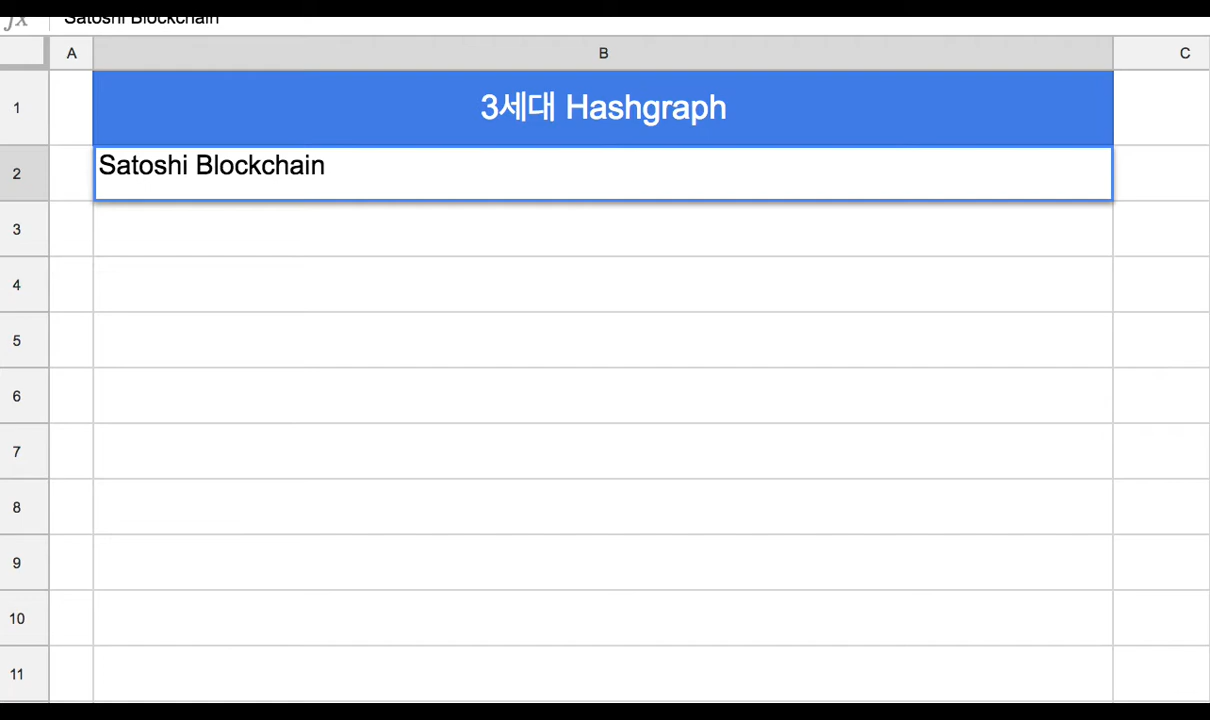 fx Satoshi Blockchain
A B C
1 3세대 Hashgraph
2 Satoshi Blockchain
3
4
5
6
7
8
9
10
11